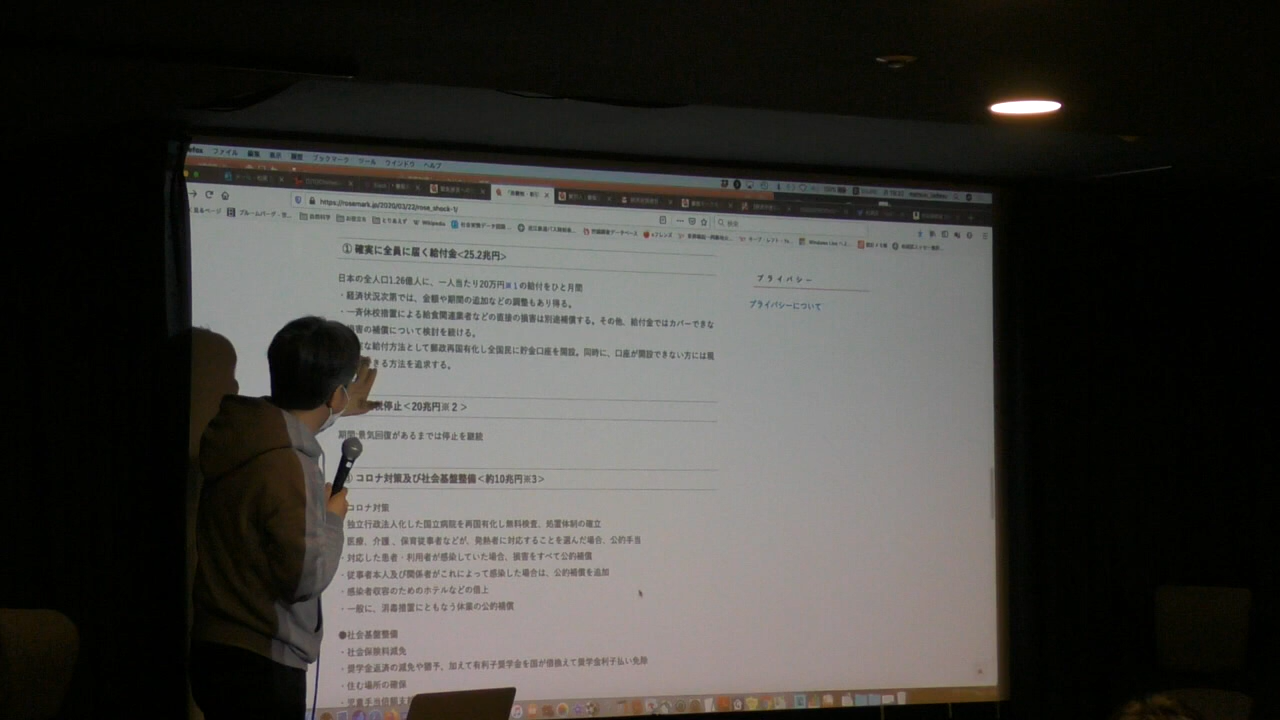 ファイル 編集 表示 履歴 ブックマーク ツール ウインドウ ヘルプ
https://rosemark.jp/2020/03/22/rose_shock-1/
検索
自然科学 お役立ち とりあえず Wikipedia
① 確実に全員に届く給付金<25.2兆円>
日本の全人口1.26億人に、一人当たり20万円※1の給付をひと月間
・経済状況次第では、金額や期間の追加などの調整もあり得る。
・一斉休校措置による給食関連業者などの直接の損害は別途補償する。その他、給付金ではカバーできな
損害の補償について検討を続ける。
な給付方法として郵政再国有化し全国民に貯金口座を開設。同時に、口座が開設できない方には現
きる方法を追求する。
停止<20兆円※2>
期間:景気回復があるまでは停止を継続
コロナ対策及び社会基盤整備<約10兆円※3>
コロナ対策
独立行政法人化した国立病院を再国有化し無料検査、処置体制の確立
医療、介護、保育従事者などが、発熱者に対応することを選んだ場合、公的手当
・対応した患者・利用者が感染していた場合、損害をすべて公的補償
・従事者本人及び関係者がこれによって感染した場合は、公的補償を追加
・感染者収容のためのホテルなどの借上
・一般に、消毒措置にともなう休業の公的補償
●社会基盤整備
・社会保険料減免
・奨学金返済の減免や猶予、加えて有利子奨学金を国が借換えて奨学金利子払い免除
・住む場所の確保
・児童手当倍額支
プライバシー
プライバシーについて